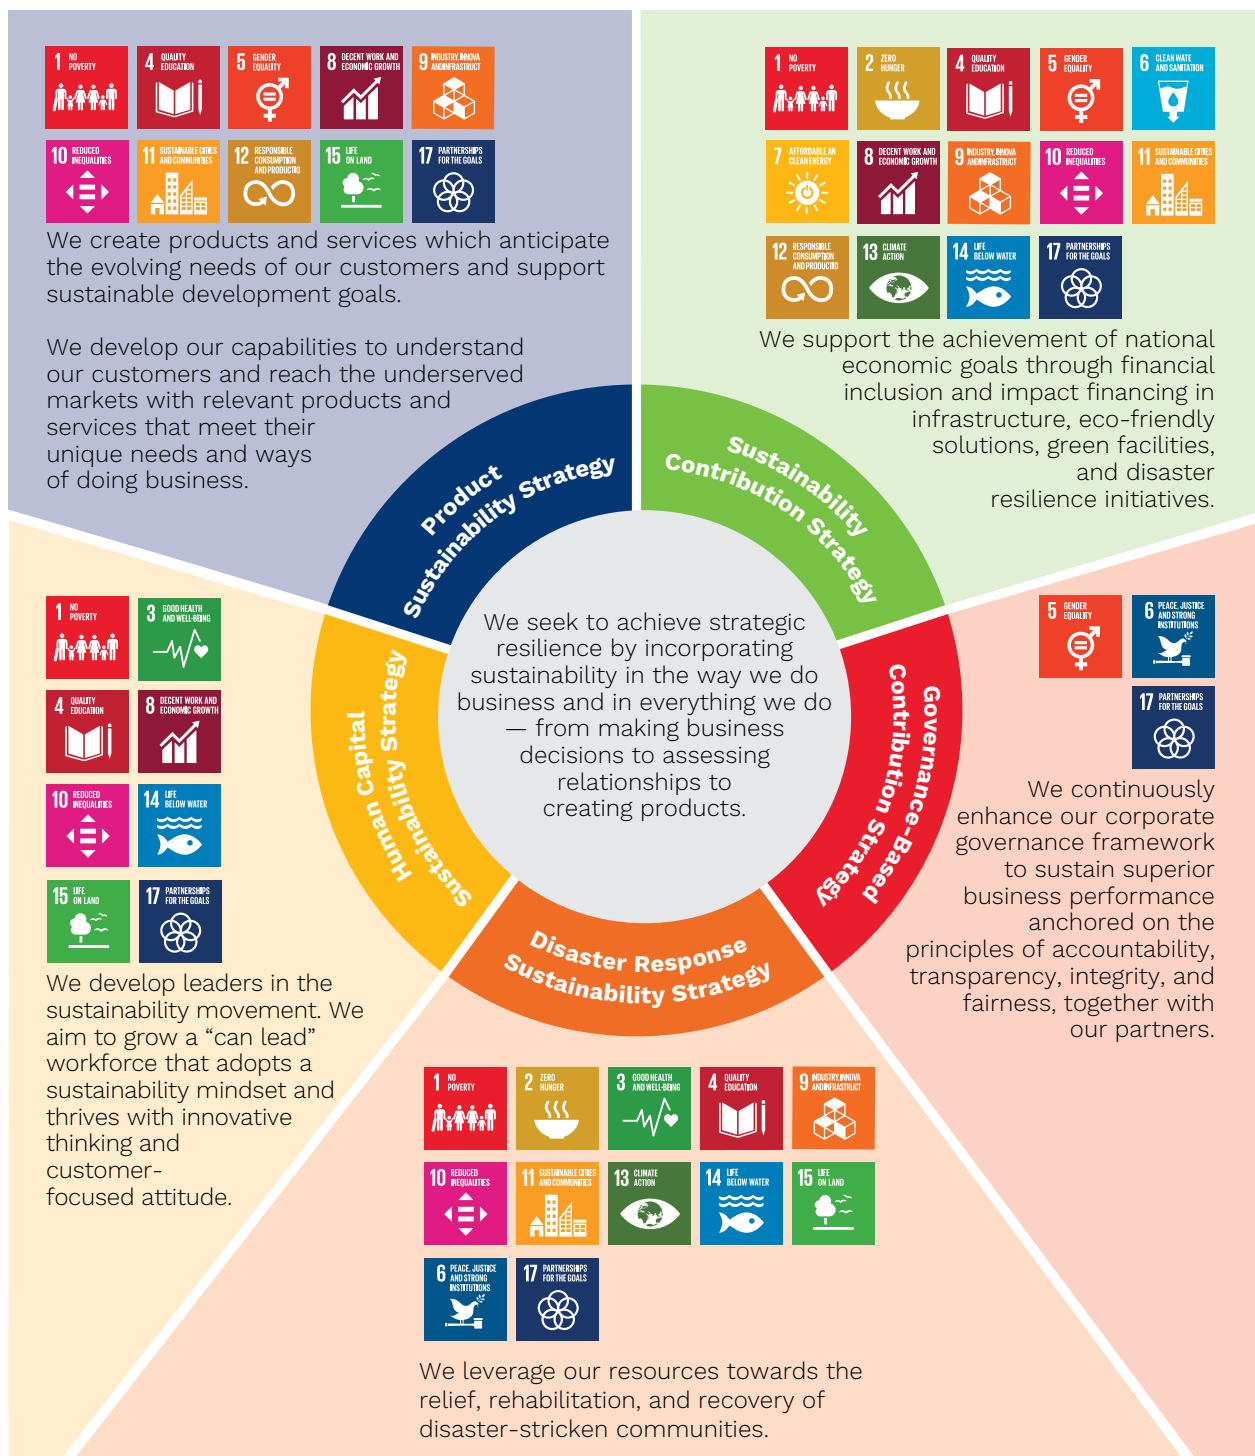 1 NO
POVERTY
4 QUALITY
EDUCATION
5 GENDER
EQUALITY
8 DECENT WORK AND
ECONOMIC GROWTH
9 INDUSTRY, INNOVA
ANDINFRASTRUCT
10 REDUCED
INEQUALITIES
11 SUSTAINABLE CITIES
AND COMMUNITIES
12 RESPONSIBLE
CONSUMPTION
AND PRODUCTIO
15 LIFE
ON LAND
17 PARTNERSHIPS
FOR THE GOALS
We create products and services which anticipate
the evolving needs of our customers and support
sustainable development goals.
We develop our capabilities to understand
our customers and reach the underserved
markets with relevant products and
services that meet their
unique needs and ways
of doing business.
Product
Sustainability Strategy
1 NO
POVERTY
2 ZERO
HUNGER
4 QUALITY
EDUCATION
5 GENDER
EQUALITY
6 CLEAN WATE
AND SANITATION
7 AFFORDABLE AN
CLEAN ENERGY
8 DECENT WORK AND
ECONOMIC GROWTH
9 INDUSTRY, INNOVA
ANDINFRASTRUCT
10 REDUCED
INEQUALITIES
11 SUSTAINABLE CITIES
AND COMMUNITIES
12 RESPONSIBLE
CONSUMPTION
AND PRODUCTIO
13 CLIMATE
ACTION
14 LIFE
BELOW WATER
17 PARTNERSHIPS
FOR THE GOALS
We support the achievement of national
economic goals through financial
inclusion and impact financing in
infrastructure, eco-friendly
solutions, green facilities,
and disaster
resilience initiatives.
Sustainability
Contribution Strategy
We seek to achieve strategic
resilience by incorporating
sustainability in the way we do
business and in everything we do
— from making business
decisions to assessing
relationships to
creating products.
1 NO
POVERTY
3 GOOD HEALTH
AND WELL-BEING
4 QUALITY
EDUCATION
8 DECENT WORK AND
ECONOMIC GROWTH
10 REDUCED
INEQUALITIES
14 LIFE
BELOW WATER
15 LIFE
ON LAND
17 PARTNERSHIPS
FOR THE GOALS
We develop leaders in the
sustainability movement. We
aim to grow a “can lead”
workforce that adopts a
sustainability mindset and
thrives with innovative
thinking and
customer-
focused attitude.
Human Capital
Sustainability Strategy
5 GENDER
EQUALITY
6 PEACE, JUSTICE
AND STRONG
INSTITUTIONS
17 PARTNERSHIPS
FOR THE GOALS
We continuously
enhance our corporate
governance framework
to sustain superior
business performance
anchored on the
principles of accountability,
transparency, integrity, and
fairness, together with
our partners.
Governance-Based
Contribution Strategy
Disaster Response
Sustainability Strategy
1 NO
POVERTY
2 ZERO
HUNGER
3 GOOD HEALTH
AND WELL-BEING
4 QUALITY
EDUCATION
9 INDUSTRY, INNOVA
ANDINFRASTRUCT
10 REDUCED
INEQUALITIES
11 SUSTAINABLE CITIES
AND COMMUNITIES
13 CLIMATE
ACTION
14 LIFE
BELOW WATER
15 LIFE
ON LAND
6 PEACE, JUSTICE
AND STRONG
INSTITUTIONS
17 PARTNERSHIPS
FOR THE GOALS
We leverage our resources towards the
relief, rehabilitation, and recovery of
disaster-stricken communities.